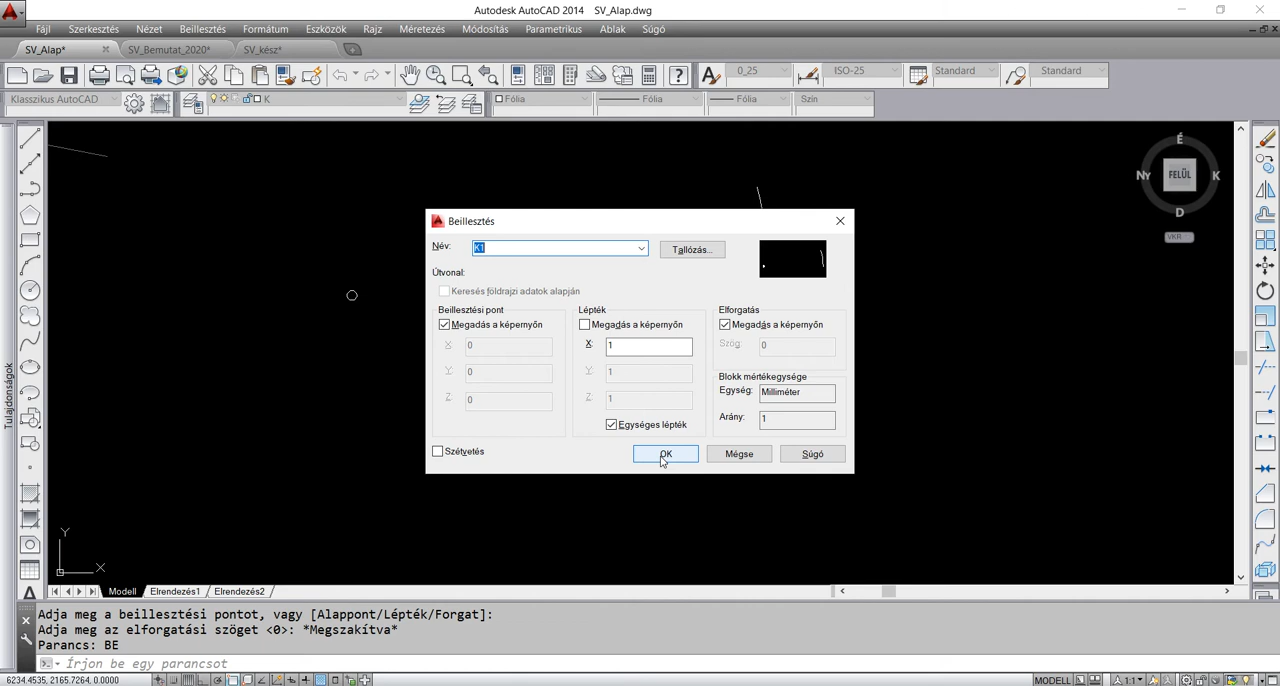 Autodesk AutoCAD 2014 SV_Alap.dwg
Fájl Szerkesztés Nézet Beillesztés Formátum Eszközök Rajz Méretezés Módosítás Parametrikus Ablak Súgó
SV_Alap* SV_Bemutat_2020* SV_kész*
0_25 ISO-25 Standard Standard
Klasszikus AutoCAD K Fólia Fólia Fólia Szín
É
NY FELÜL K
D
VKR
Beillesztés
Név: K1 Tallózás...
Útvonal:
Keresés földrajzi adatok alapján
Beillesztési pont Lépték Elforgatás
Megadás a képernyőn Megadás a képernyőn Megadás a képernyőn
X: 0 X: 1 Szög: 0
Y: 0 Y: 1
Blokk mértékegysége
Egység: Milliméter
Z: 0 Z: 1
Arány: 1
Egységes lépték
Szétvetés OK Mégse Súgó
Tulajdonságok
Y
X
A
Modell Elrendezés1 Elrendezés2
Adja meg a beillesztési pontot, vagy [Alappont/Lépték/Forgat]:
Adja meg az elforgatási szöget <0>: *Megszakítva*
Parancs: BE
Írjon be egy parancsot
6234.4535, 2165.7264, 0.0000 MODELL 1:1